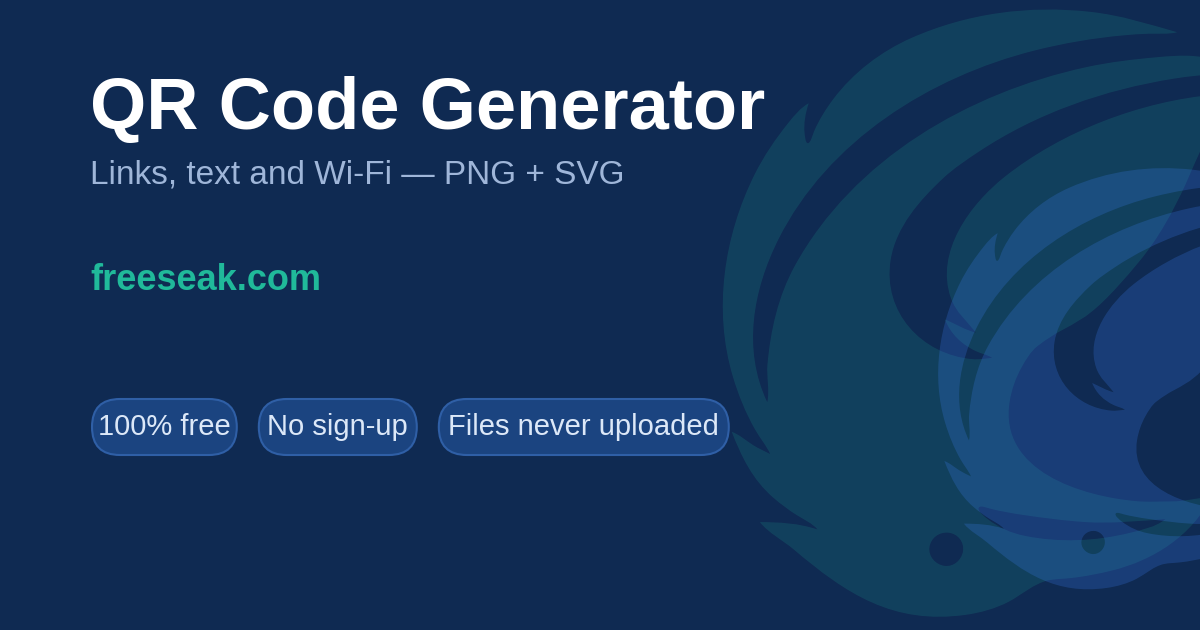 QR Code Generator
Links, text and Wi-Fi — PNG + SVG
freeseak.com
100% free No sign-up Files never uploaded